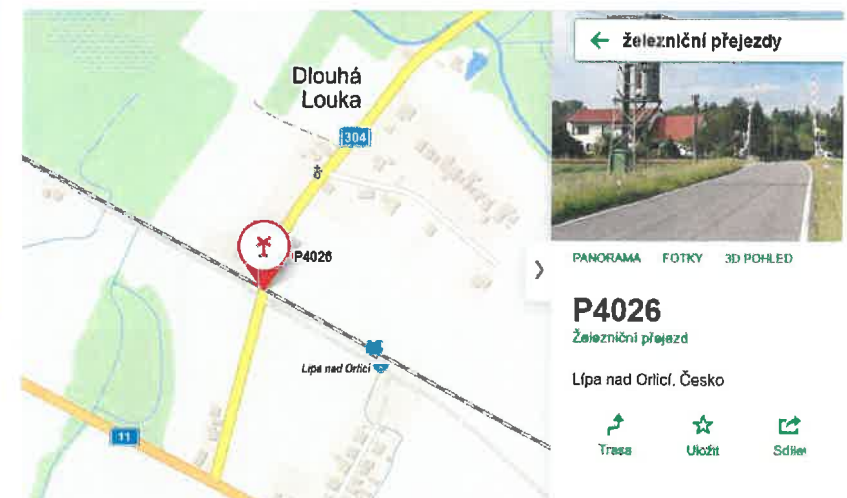 Dlouhá
Louka
304
P4026
Lípa nad Orlicí
11
železniční přejezdy
PANORAMA FOTKY 3D POHLED
P4026
Železniční přejezd
Lípa nad Orlicí, Česko
Trasa Uložit Sdílet